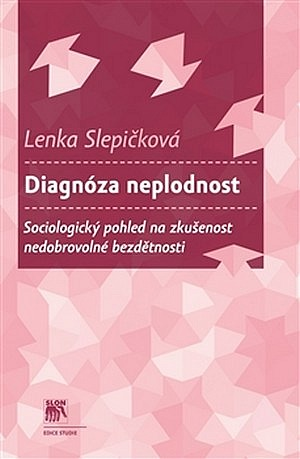 Lenka Slepičková
Diagnóza neplodnost
Sociologický pohled na zkušenost
nedobrovolné bezdětnosti
SLON
EDICE STUDIE